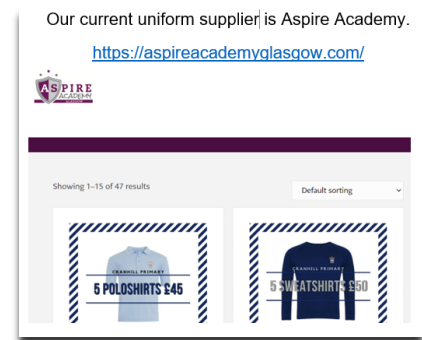 Our current uniform supplier is Aspire Academy.
https://aspireacademyglasgow.com/
ASPIRE
ACADEMY
GLASGOW
Showing 1–15 of 47 results
Default sorting
CRANHILL PRIMARY
5 POLOSHIRTS £45
CRANHILL PRIMARY
5 SWEATSHIRTS £50